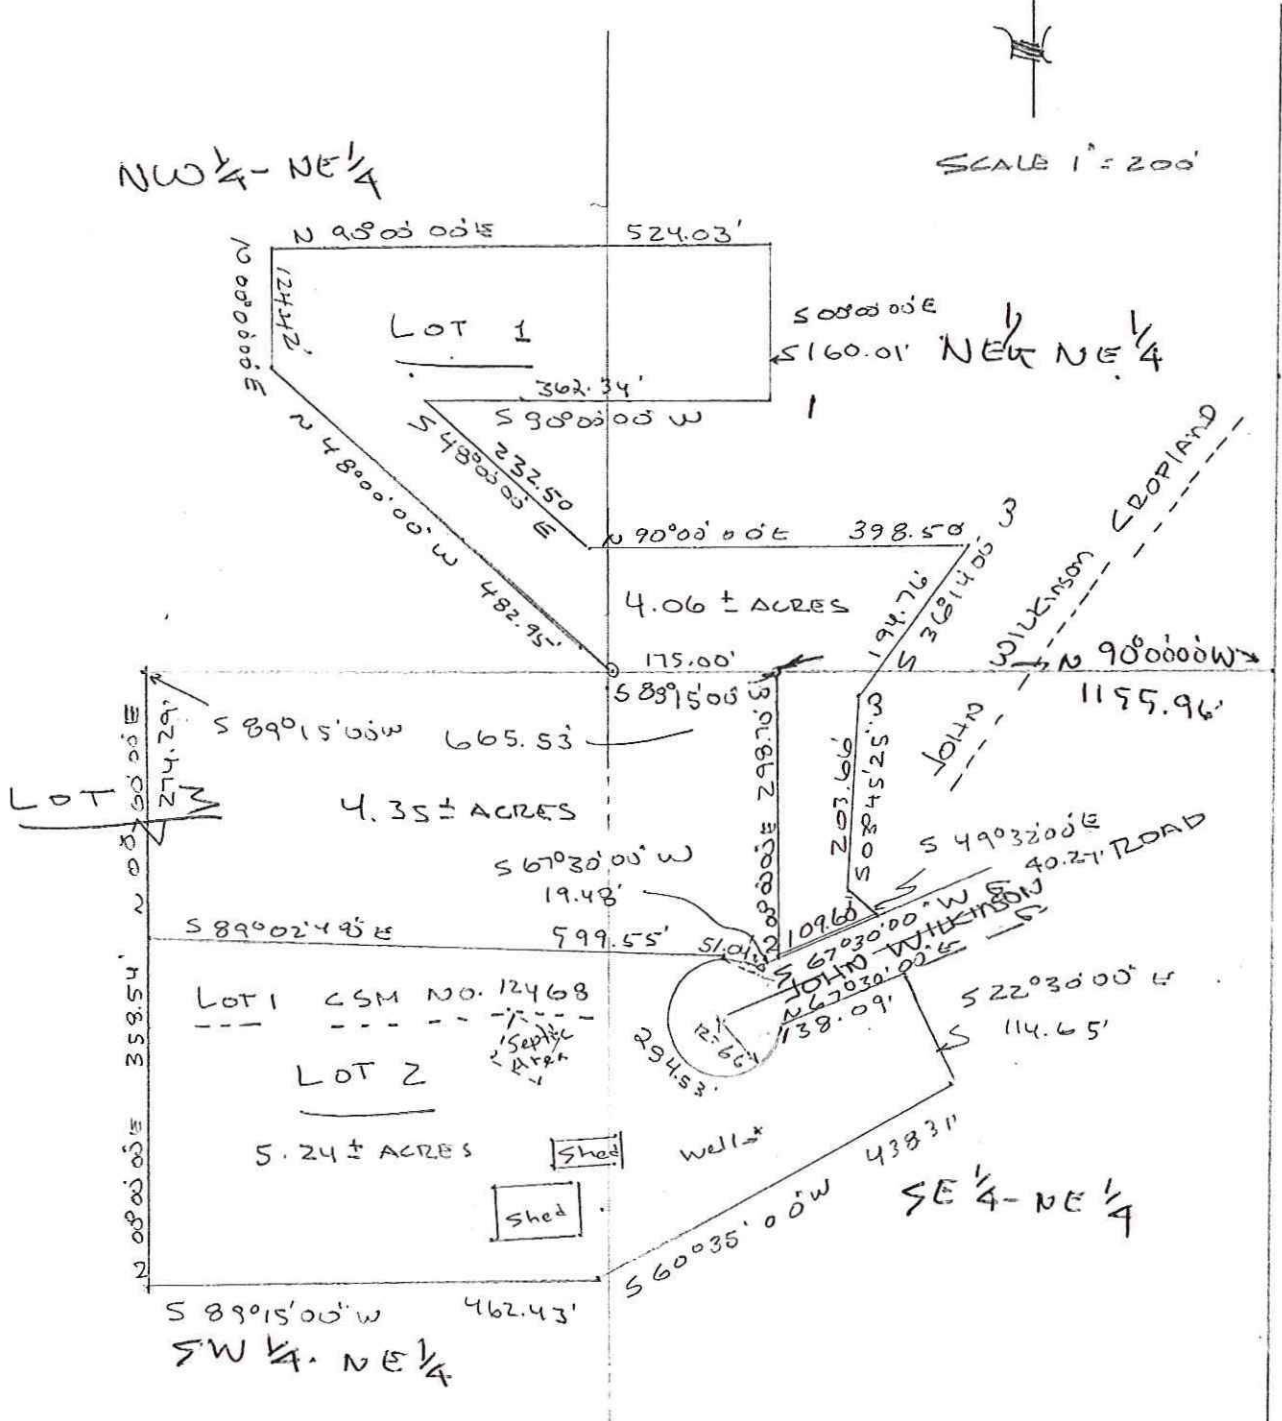 SCALE 1"=200'
NW 1/4 - NE 1/4
N 90°00'00"E 524.03'
N 00°00'00"E
124.42'
LOT 1
S 00°00'00"E
160.01'
NE 1/4 NE 1/4
362.34'
S 90°00'00" W
S 48°00'00" E
232.50
N 48°00'00" W 482.95'
N 90°00'00"E 398.50'
4.06 ± ACRES
194.76'
S 36°14'00" W
JOHN WILKINSON CROPLAND
175.00'
S 89°15'00" W
N 90°00'00"W
1155.96'
S 89°15'00"W 665.53'
274.29'
LOT 3
4.35 ± ACRES
298.70'
203.66'
S 03°45'25" W
S 49°32'00"E
40.27'
S 67°30'00" W
19.48'
109.60'
S 67°30'00" W
JOHN WILKINSON ROAD
N 67°30'00"E
138.09'
S 89°02'49"E 599.55'
51.04'
LOT 1 CSM NO. 12468
Septic
Area
LOT 2
358.54'
294.53'
S 22°30'00" E
114.65'
5.24 ± ACRES
Shed
Well
Shed
438.31'
S 60°35'00"W
SE 1/4 - NE 1/4
S 89°15'00" W 462.43'
SW 1/4 - NE 1/4